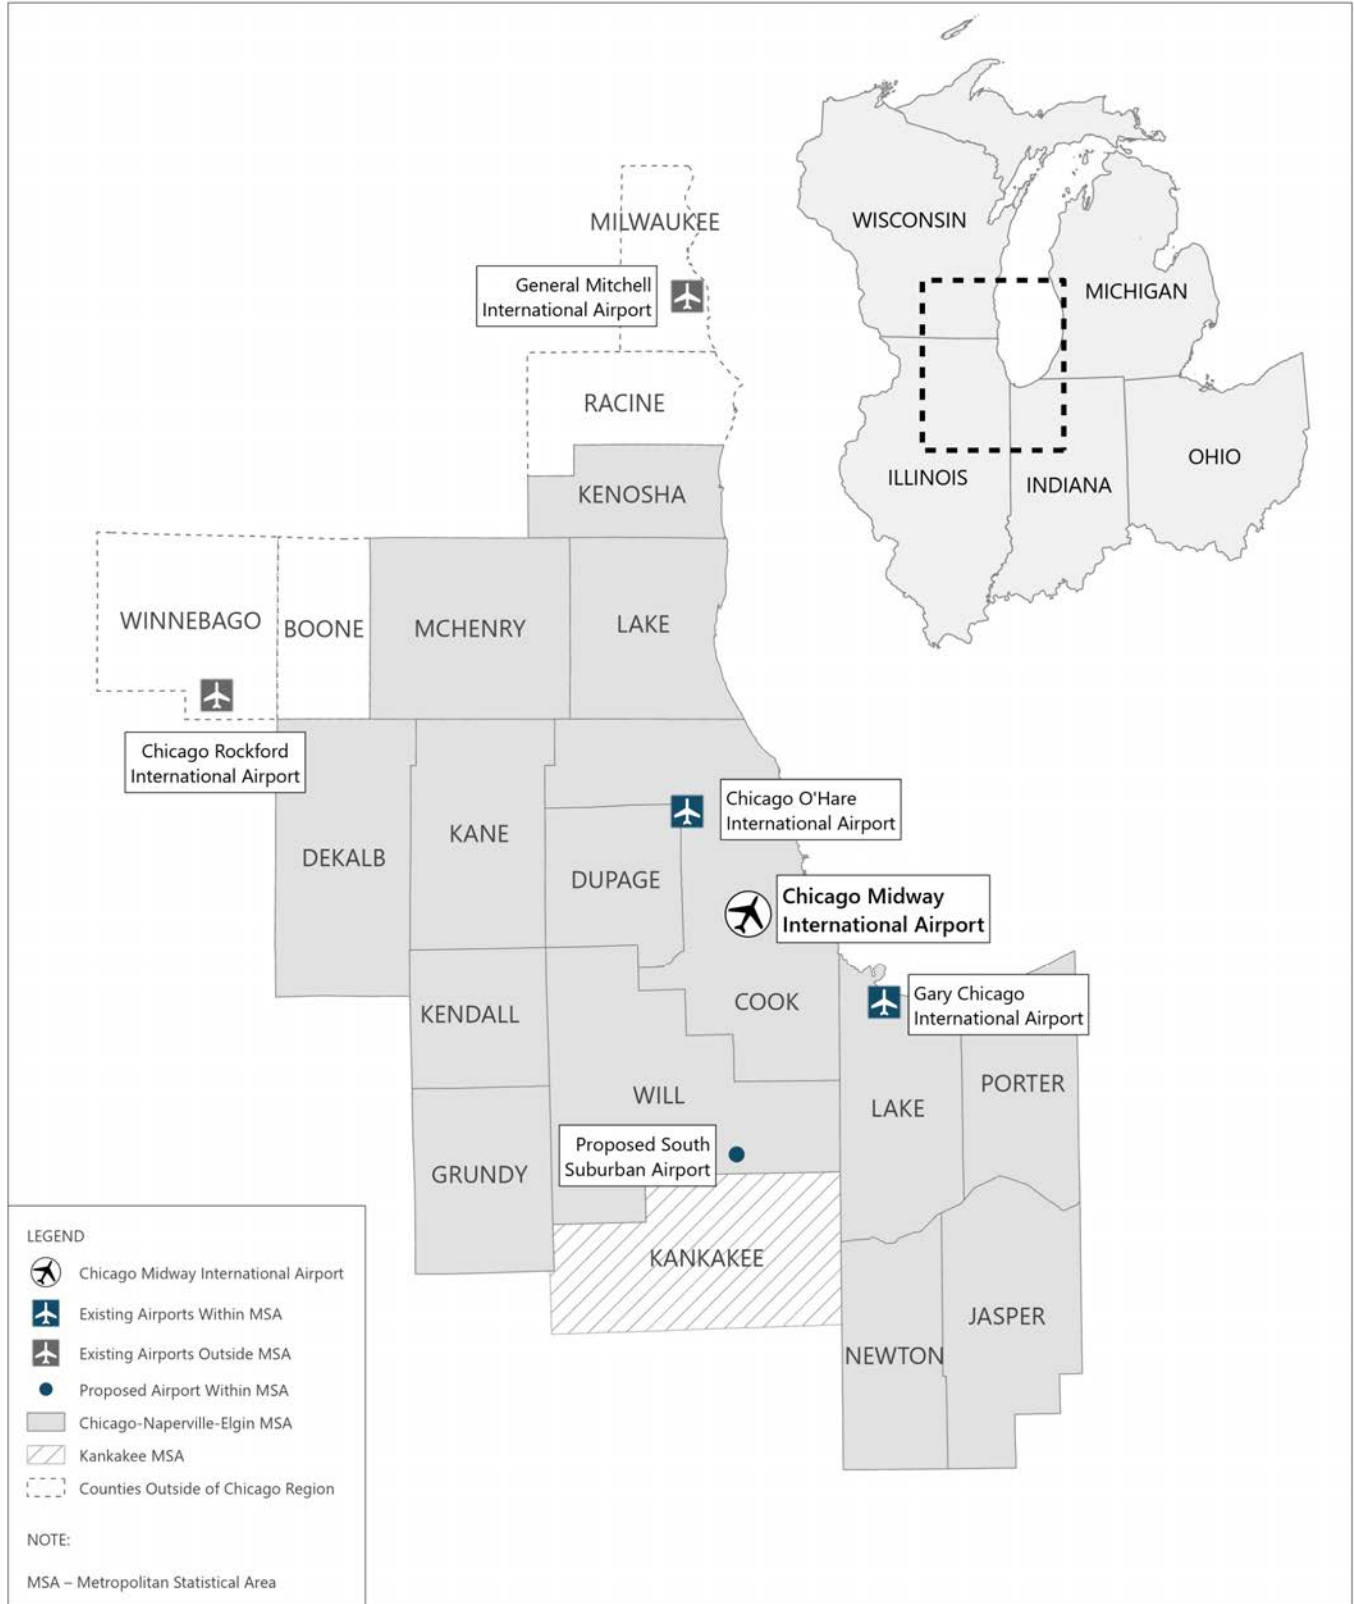 MILWAUKEE
WISCONSIN
General Mitchell
International Airport
MICHIGAN
RACINE
OHIO
ILLINOIS
INDIANA
KENOSHA
WINNEBAGO
BOONE
MCHENRY
LAKE
Chicago Rockford
International Airport
Chicago O'Hare
International Airport
KANE
DEKALB
DUPAGE
Chicago Midway
International Airport
COOK
Gary Chicago
International Airport
KENDALL
PORTER
WILL
LAKE
Proposed South
Suburban Airport
GRUNDY
KANKAKEE
JASPER
NEWTON
LEGEND
Chicago Midway International Airport
Existing Airports Within MSA
Existing Airports Outside MSA
Proposed Airport Within MSA
Chicago-Naperville-Elgin MSA
Kankakee MSA
Counties Outside of Chicago Region
NOTE:
MSA – Metropolitan Statistical Area